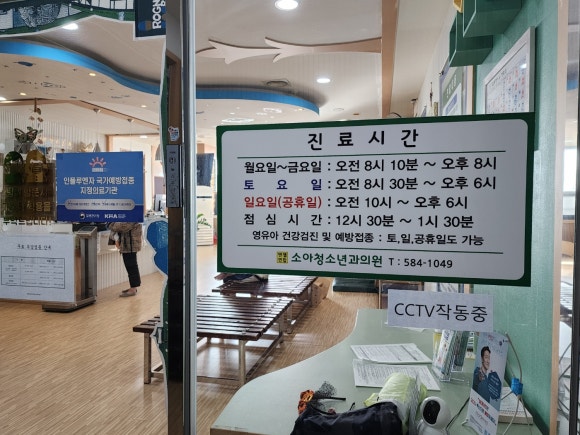 진 료 시 간
월요일~금요일 : 오전 8시 10분 ~ 오후 8시
토 요 일 : 오전 8시 30분 ~ 오후 6시
일요일(공휴일) : 오전 10시 ~ 오후 6시
점 심 시 간 : 12시 30분 ~ 1시 30분
영유아 건강검진 및 예방접종 : 토,일,공휴일도 가능
소아청소년과의원 T : 584-1049
CCTV작동중
인플루엔자 국가예방접종
지정의료기관